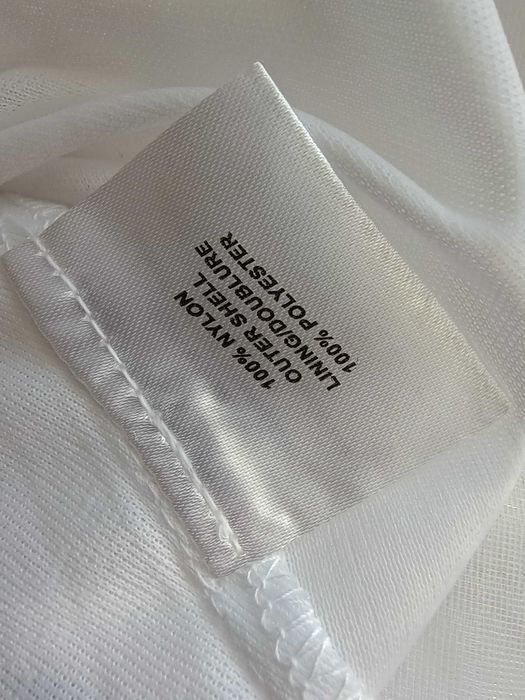 100% NYLON
OUTER SHELL
LINING/DOUBLURE
100% POLYESTER